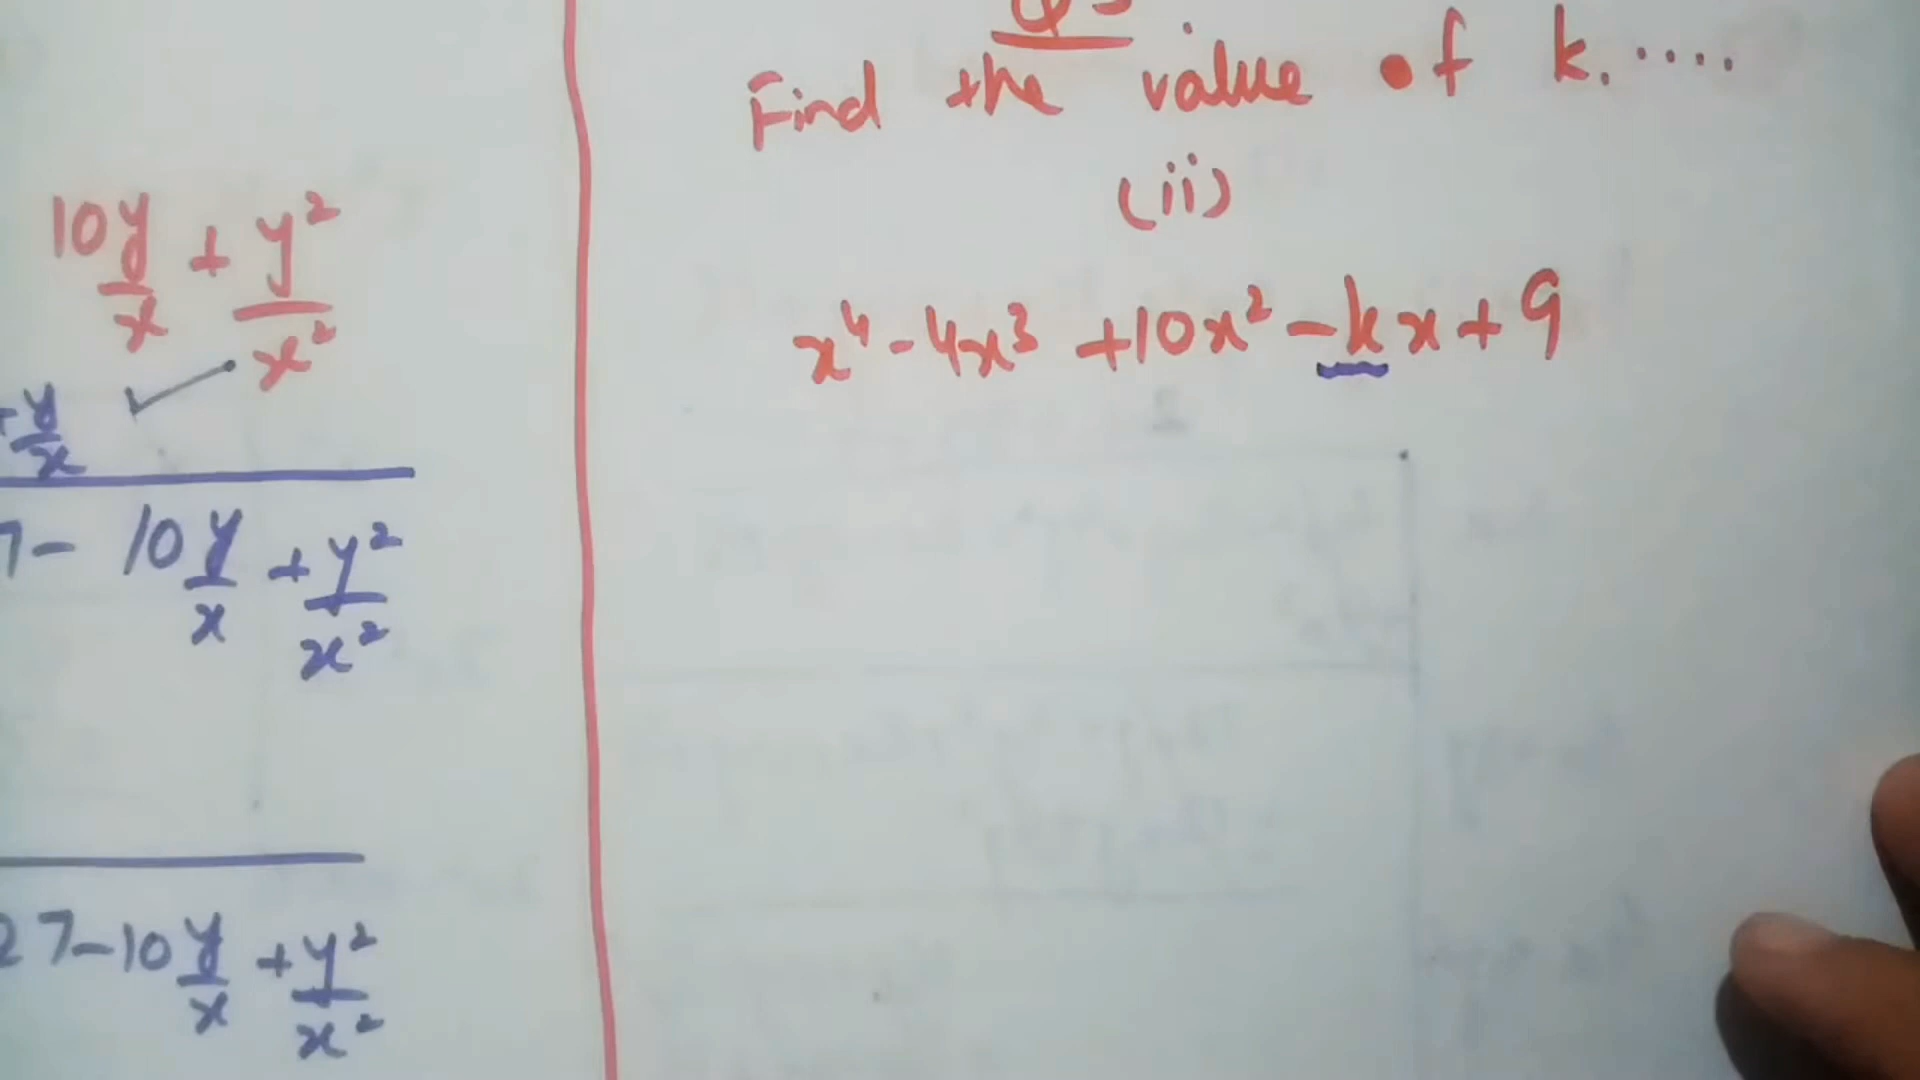 Find the value of k.....
(ii)
x⁴ - 4x³ + 10x² - kx + 9
10y/x + y²/x²
+y/x
7 - 10y/x + y²/x²
27 - 10y/x + y²/x²